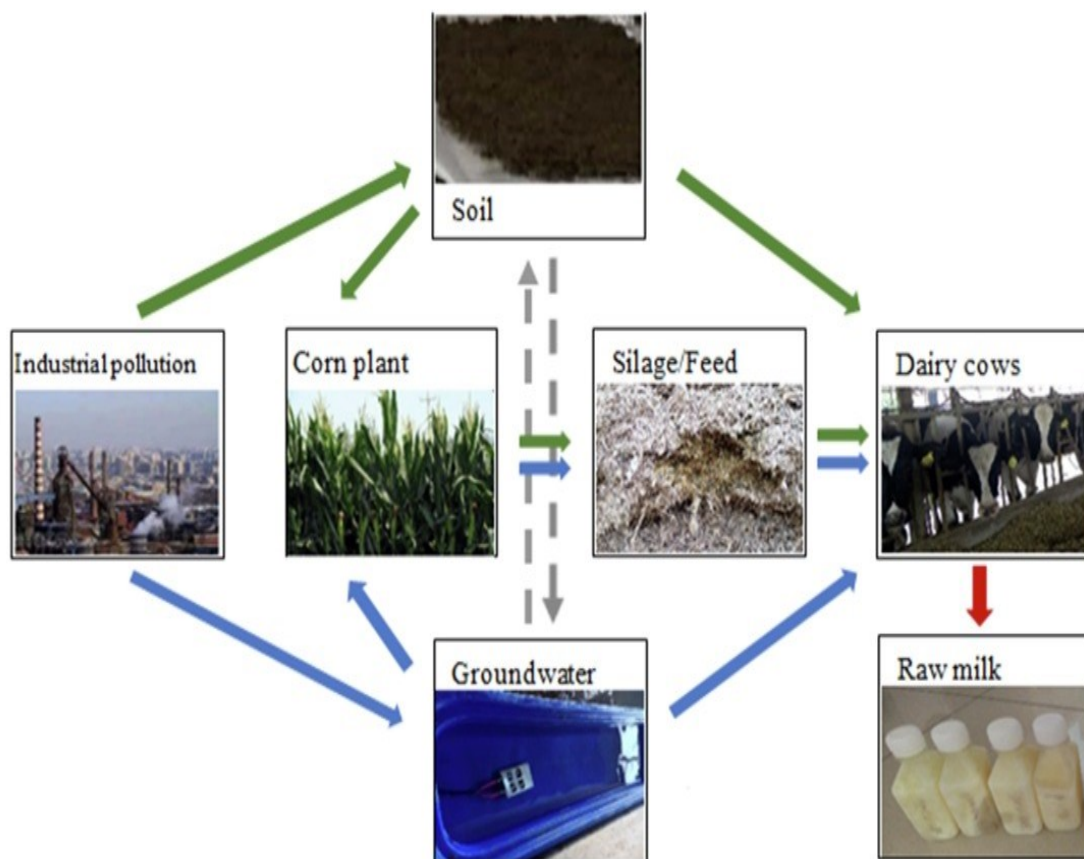 Soil
Industrial pollution
Corn plant
Silage/Feed
Dairy cows
Groundwater
Raw milk